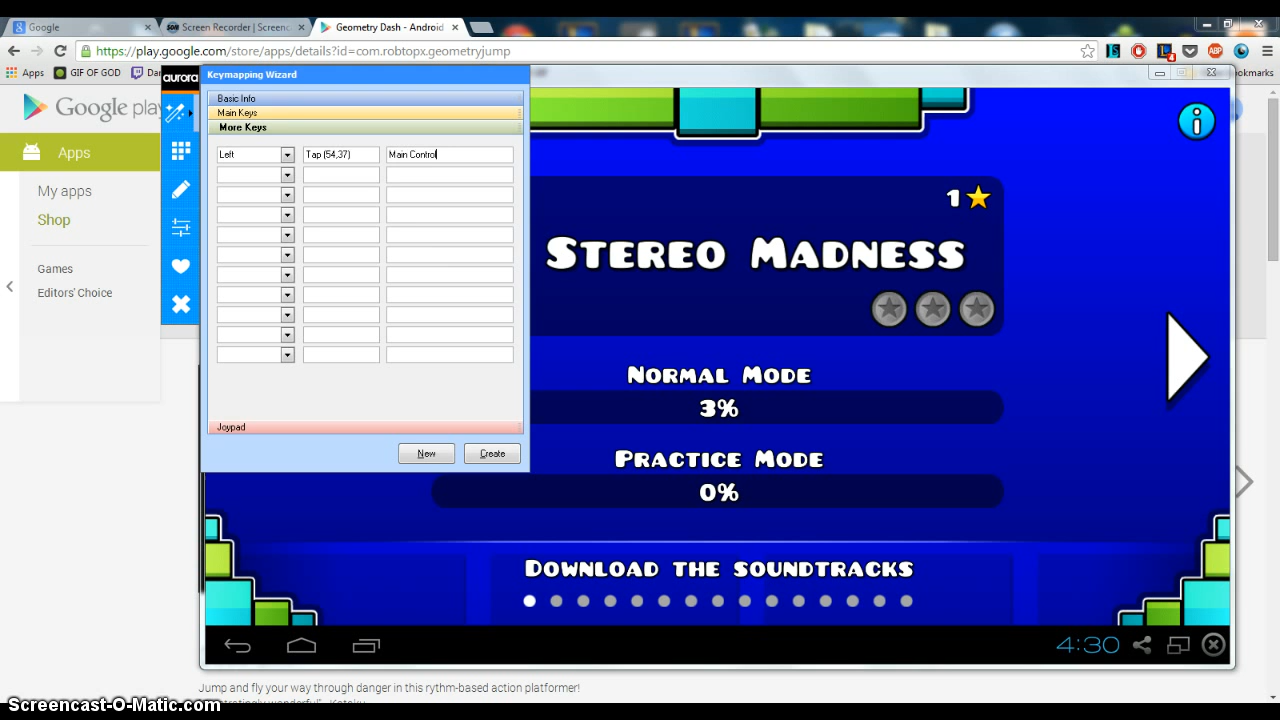 Google
Screen Recorder | Screenc
Geometry Dash - Android
https://play.google.com/store/apps/details?id=com.robtopx.geometryjump
4
ABP
Apps
GIF OF GOD
Dar
aurora
Keymapping Wizard
okmarks
Basic Info
Main Keys
More Keys
Left
Tap (54,37)
Main Control
Joypad
New
Create
Google play
Apps
My apps
Shop
Games
Editors' Choice
1
Stereo Madness
Normal Mode
3%
Practice Mode
0%
Download the soundtracks
4:30
Jump and fly your way through danger in this rythm-based action platformer!
Screencast-O-Matic.com